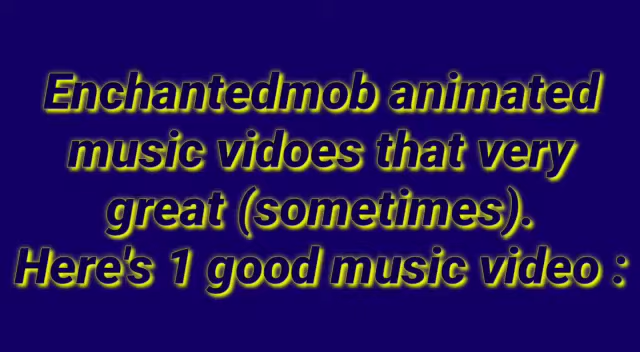 Enchantedmob animated
music vidoes that very
great (sometimes).
Here's 1 good music video :